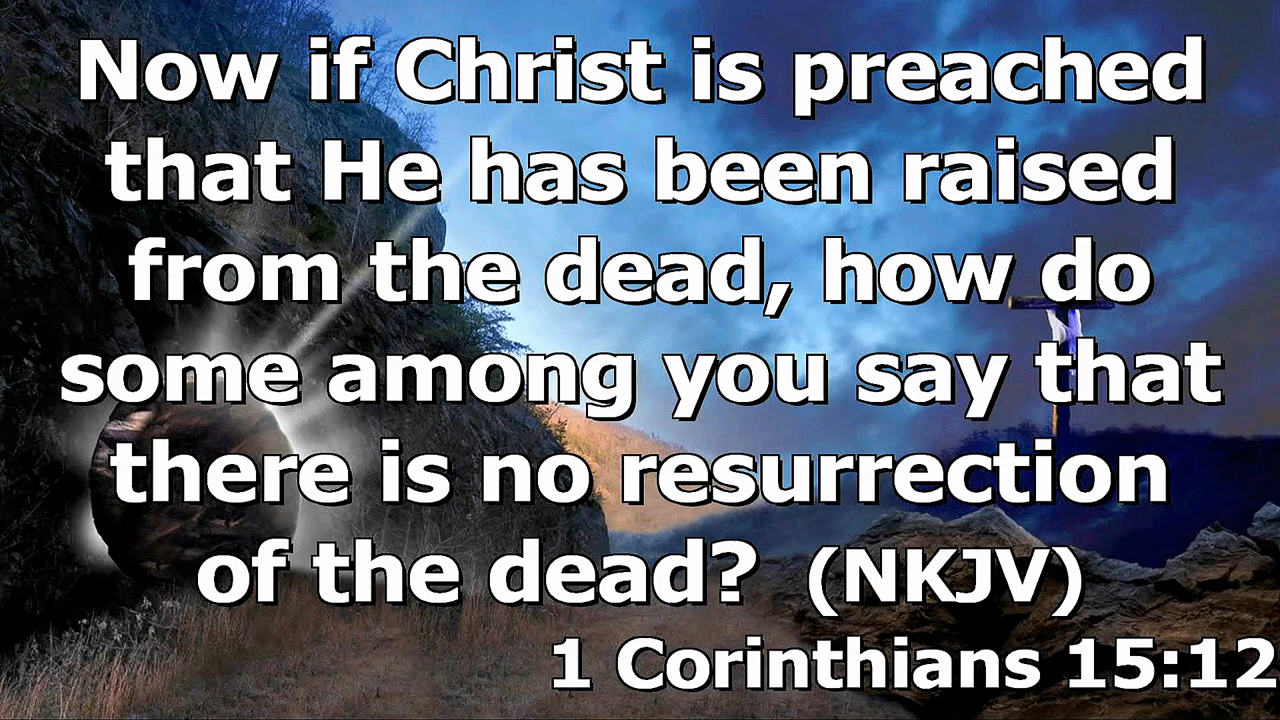 Now if Christ is preached
that He has been raised
from the dead, how do
some among you say that
there is no resurrection
of the dead? (NKJV)
1 Corinthians 15:12